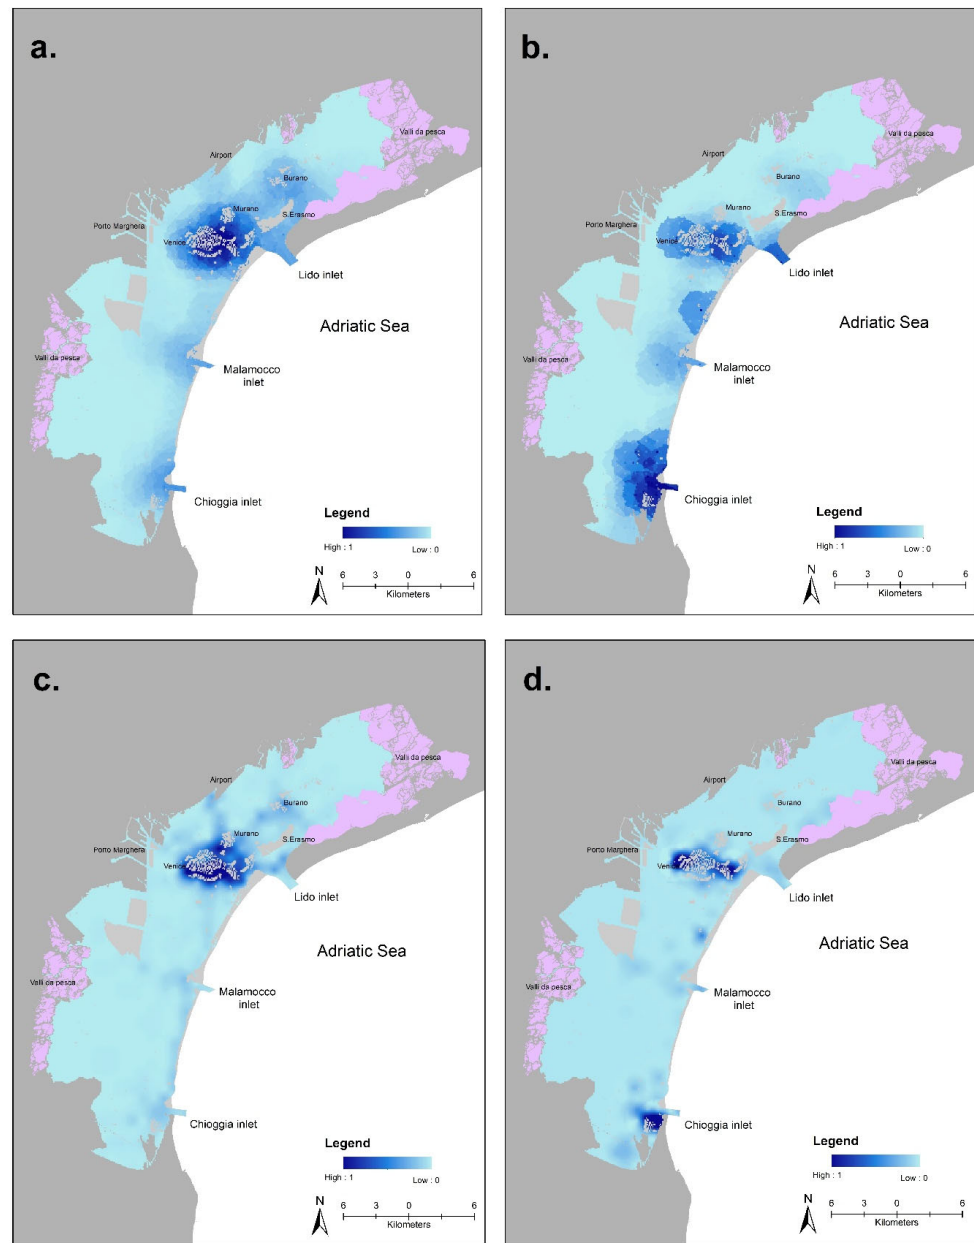 a.
Valli da pesca
Airport
Burano
Murano
S.Erasmo
Porto Marghera
Venice
Lido inlet
Adriatic Sea
Valli da pesca
Malamocco
inlet
Chioggia inlet
Legend
High : 1 Low : 0
N
6 3 0 6
Kilometers
b.
Valli da pesca
Airport
Burano
Murano
S.Erasmo
Porto Marghera
Venice
Lido inlet
Adriatic Sea
Valli da pesca
Malamocco
inlet
Chioggia inlet
Legend
High : 1 Low : 0
N
6 3 0 6
Kilometers
c.
Valli da pesca
Airport
Burano
Murano
S.Erasmo
Porto Marghera
Venice
Lido inlet
Adriatic Sea
Valli da pesca
Malamocco
inlet
Chioggia inlet
Legend
High : 1 Low : 0
N
6 3 0 6
Kilometers
d.
Valli da pesca
Airport
Burano
Murano
S.Erasmo
Porto Marghera
Venice
Lido inlet
Adriatic Sea
Valli da pesca
Malamocco
inlet
Chioggia inlet
Legend
High : 1 Low : 0
N
6 3 0 6
Kilometers